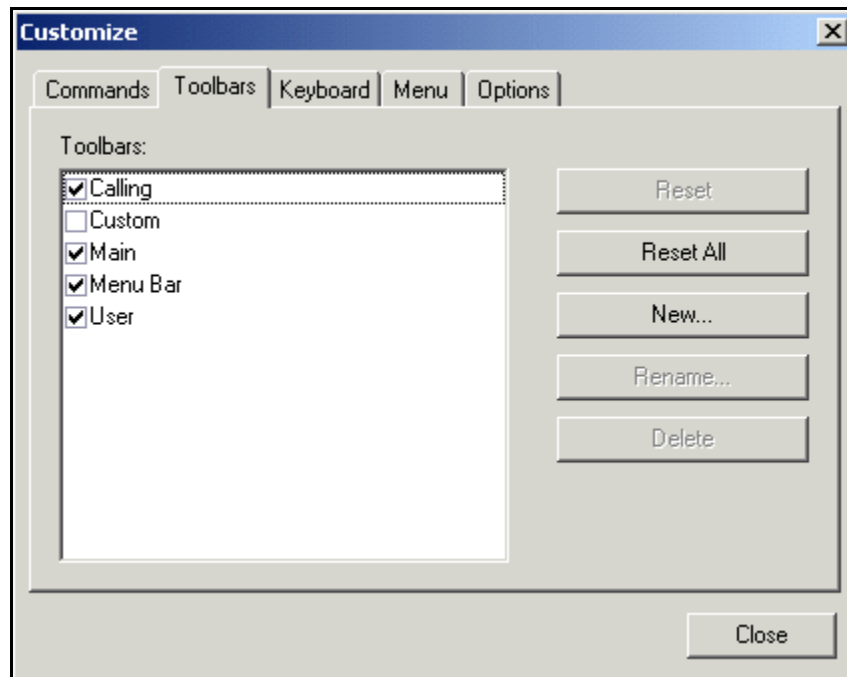 Customize
Commands Toolbars Keyboard Menu Options
Toolbars:
Calling
Custom
Main
Menu Bar
User
Reset
Reset All
New...
Rename...
Delete
Close